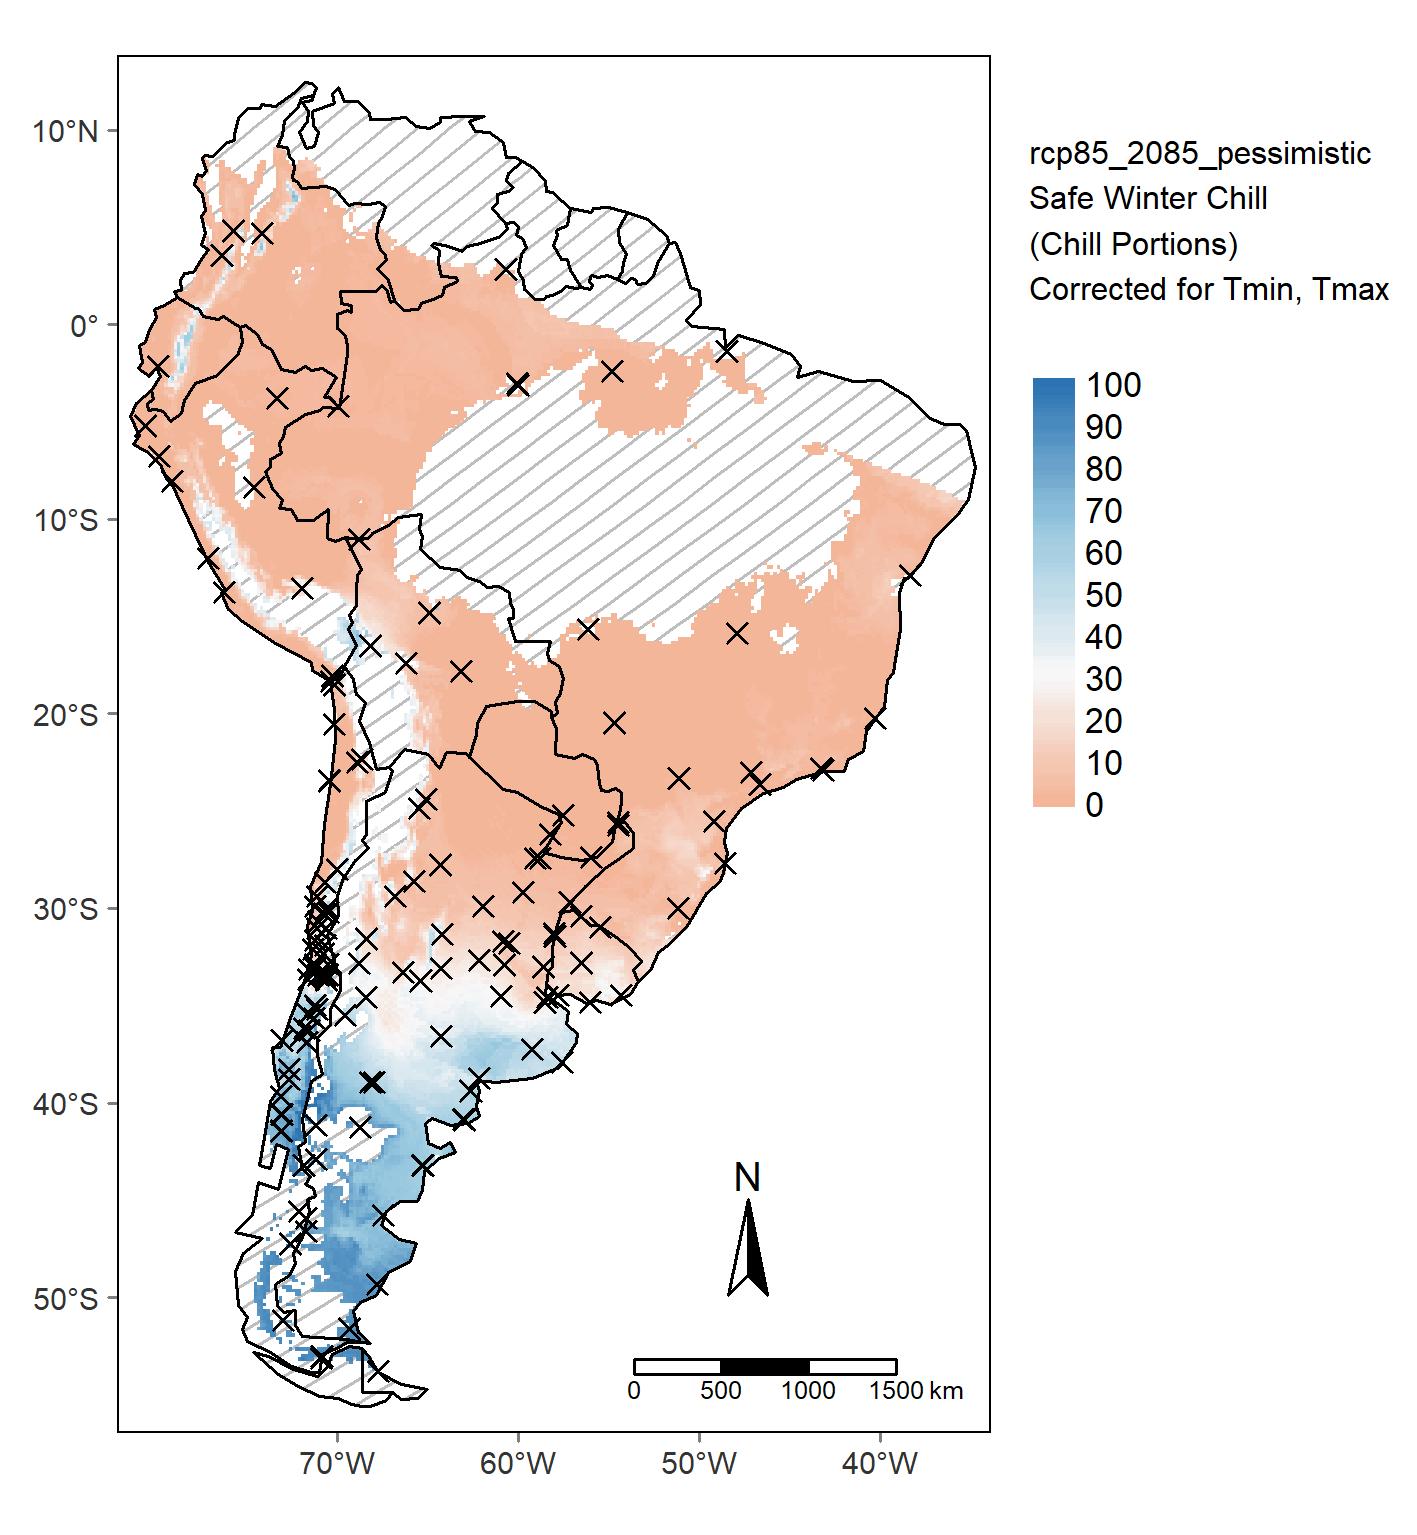 rcp85_2085_pessimistic
Safe Winter Chill
(Chill Portions)
Corrected for Tmin, Tmax
100
90
80
70
60
50
40
30
20
10
0
10°N
0°
10°S
20°S
30°S
40°S
50°S
N
0 500 1000 1500 km
70°W 60°W 50°W 40°W